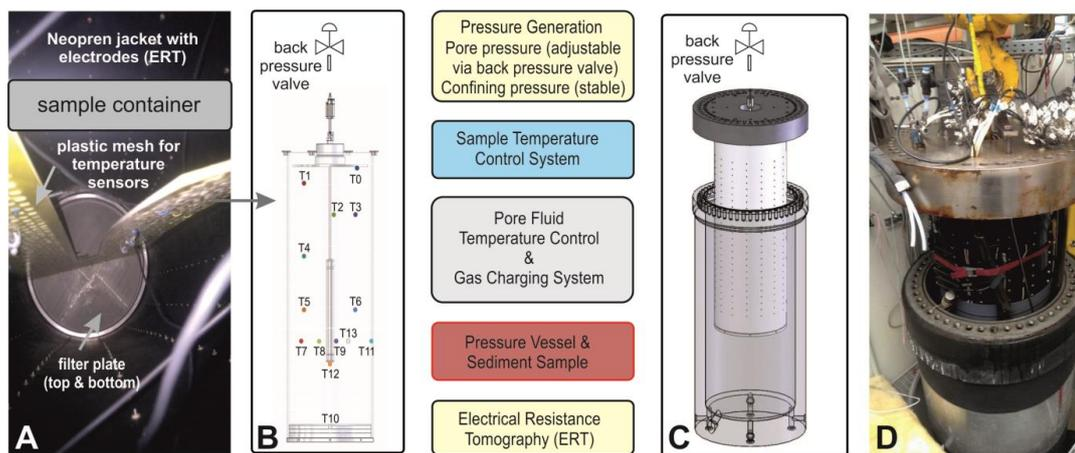 Neopren jacket with
electrodes (ERT)
sample container
plastic mesh for
temperature
sensors
filter plate
(top & bottom)
A
back
pressure
valve
T0
T1
T2
T3
T4
T5
T6
T13
T7
T8
T9
T11
T12
T10
B
Pressure Generation
Pore pressure (adjustable
via back pressure valve)
Confining pressure (stable)
Sample Temperature
Control System
Pore Fluid
Temperature Control
&
Gas Charging System
Pressure Vessel &
Sediment Sample
Electrical Resistance
Tomography (ERT)
back
pressure
valve
C
D